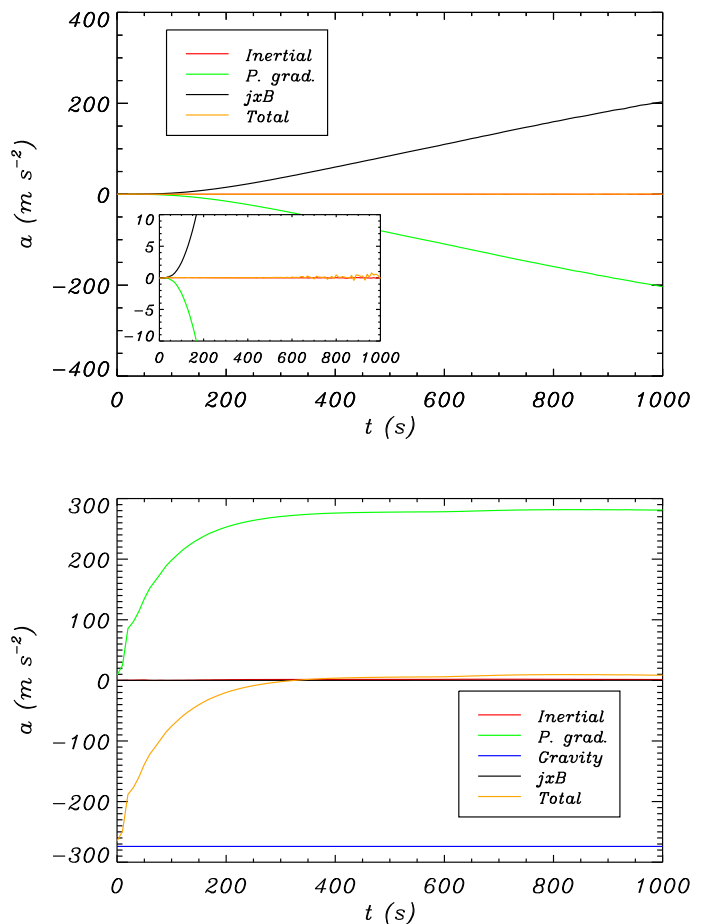 400
200
0
−200
−400
a (m s⁻²)
Inertial
P. grad.
jxB
Total
10
5
0
−5
−10
0 200 400 600 800 1000
0 200 400 600 800 1000
t (s)
300
200
100
0
−100
−200
−300
a (m s⁻²)
Inertial
P. grad.
Gravity
jxB
Total
0 200 400 600 800 1000
t (s)